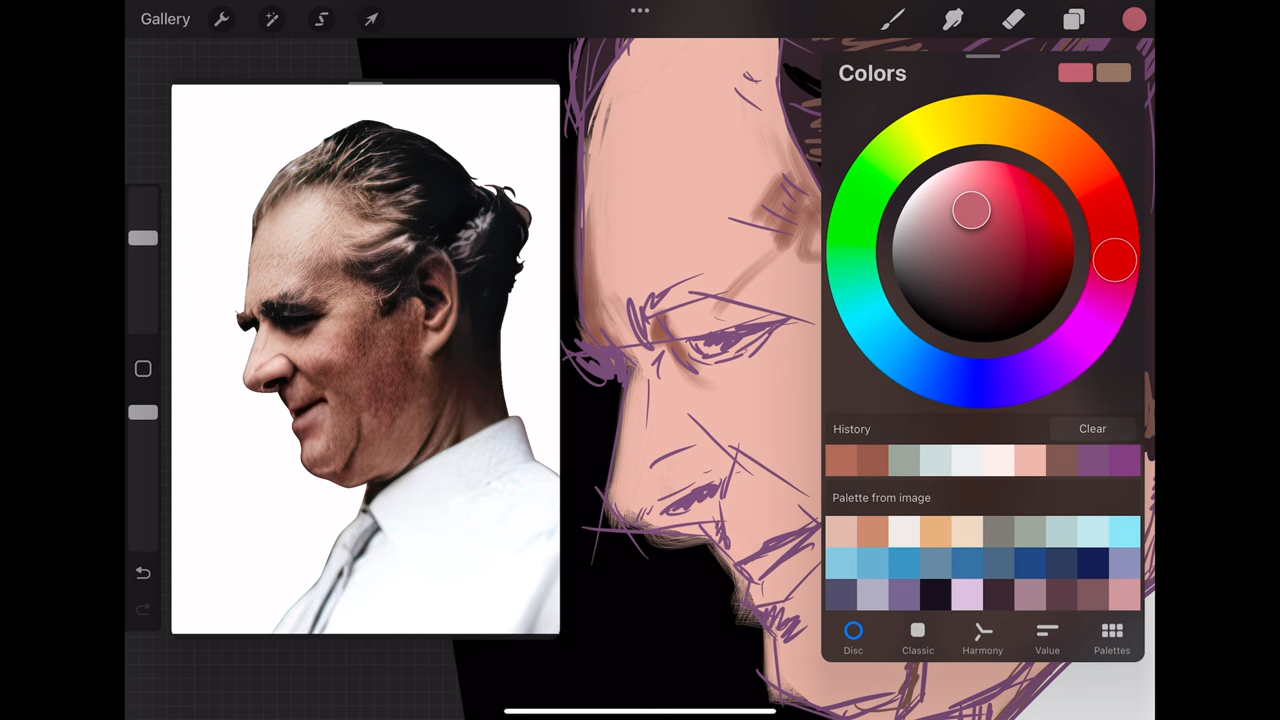 Gallery
Colors
History
Clear
Palette from image
Disc
Classic
Harmony
Value
Palettes